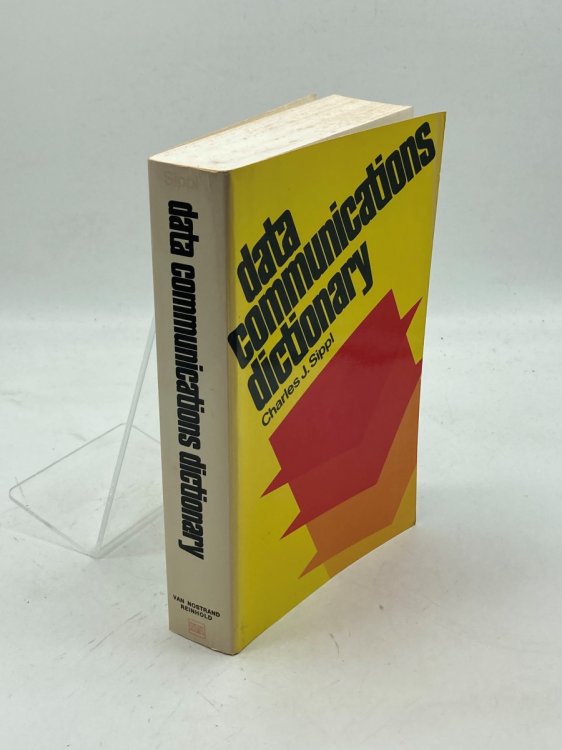 Sippl
data communications dictionary
VAN NOSTRAND
REINHOLD
data
communications
dictionary
Charles J. Sippl